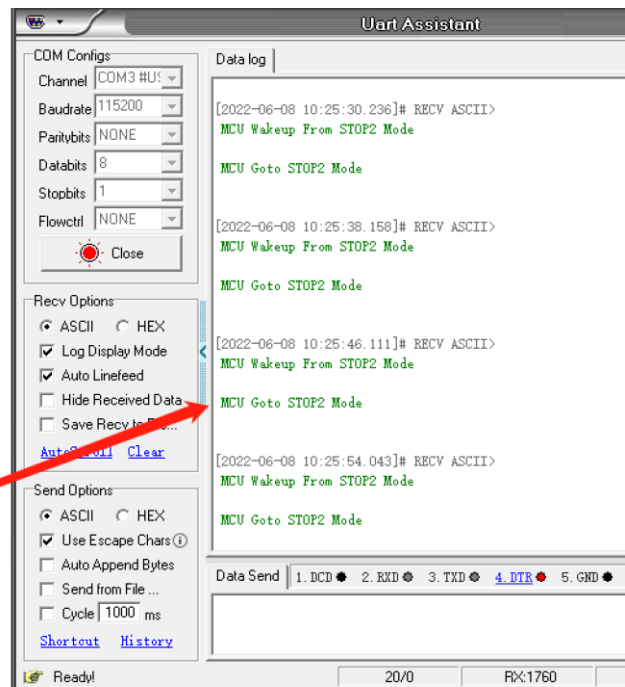 Uart Assistant
COM Configs
Channel COM3 #US
Baudrate 115200
Paritybits NONE
Databits 8
Stopbits 1
Flowctrl NONE
Close
Recv Options
ASCII HEX
Log Display Mode
Auto Linefeed
Hide Received Data
Save Recv to
AutoScroll Clear
Send Options
ASCII HEX
Use Escape Chars
Auto Append Bytes
Send from File ...
Cycle 1000 ms
Shortcut History
Data log
[2022-06-08 10:25:30.236]# RECV ASCII>
MCU Wakeup From STOP2 Mode
MCU Goto STOP2 Mode
[2022-06-08 10:25:38.158]# RECV ASCII>
MCU Wakeup From STOP2 Mode
MCU Goto STOP2 Mode
[2022-06-08 10:25:46.111]# RECV ASCII>
MCU Wakeup From STOP2 Mode
MCU Goto STOP2 Mode
[2022-06-08 10:25:54.043]# RECV ASCII>
MCU Wakeup From STOP2 Mode
MCU Goto STOP2 Mode
Data Send 1. DCD 2. RXD 3. TXD 4. DTR 5. GND
Ready! 20/0 RX:1760